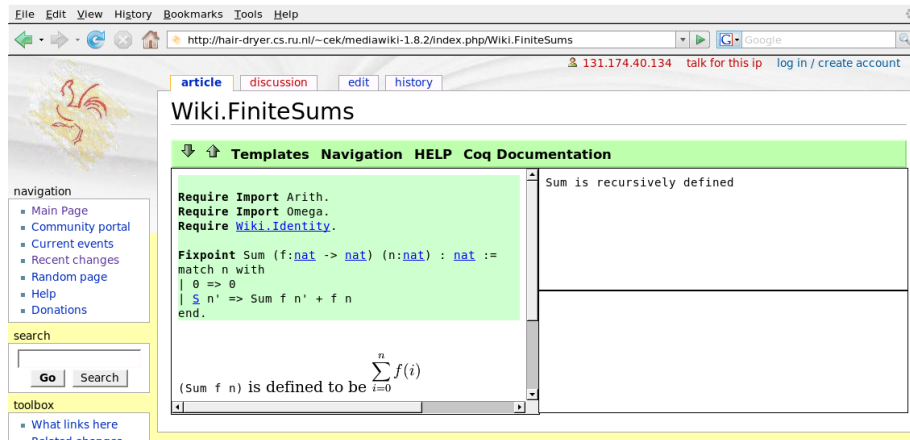 File Edit View History Bookmarks Tools Help
http://hair-dryer.cs.ru.nl/~cek/mediawiki-1.8.2/index.php/Wiki.FiniteSums
G Google
131.174.40.134 talk for this ip log in / create account
article discussion edit history
Wiki.FiniteSums
Templates Navigation HELP Coq Documentation
navigation
Main Page
Community portal
Current events
Recent changes
Random page
Help
Donations
search
Go Search
toolbox
What links here
Related changes
Require Import Arith.
Require Import Omega.
Require Wiki.Identity.
Fixpoint Sum (f:nat -> nat) (n:nat) : nat :=
match n with
| 0 => 0
| S n' => Sum f n' + f n
end.
(Sum f n) is defined to be \sum_{i=0}^{n} f(i)
Sum is recursively defined